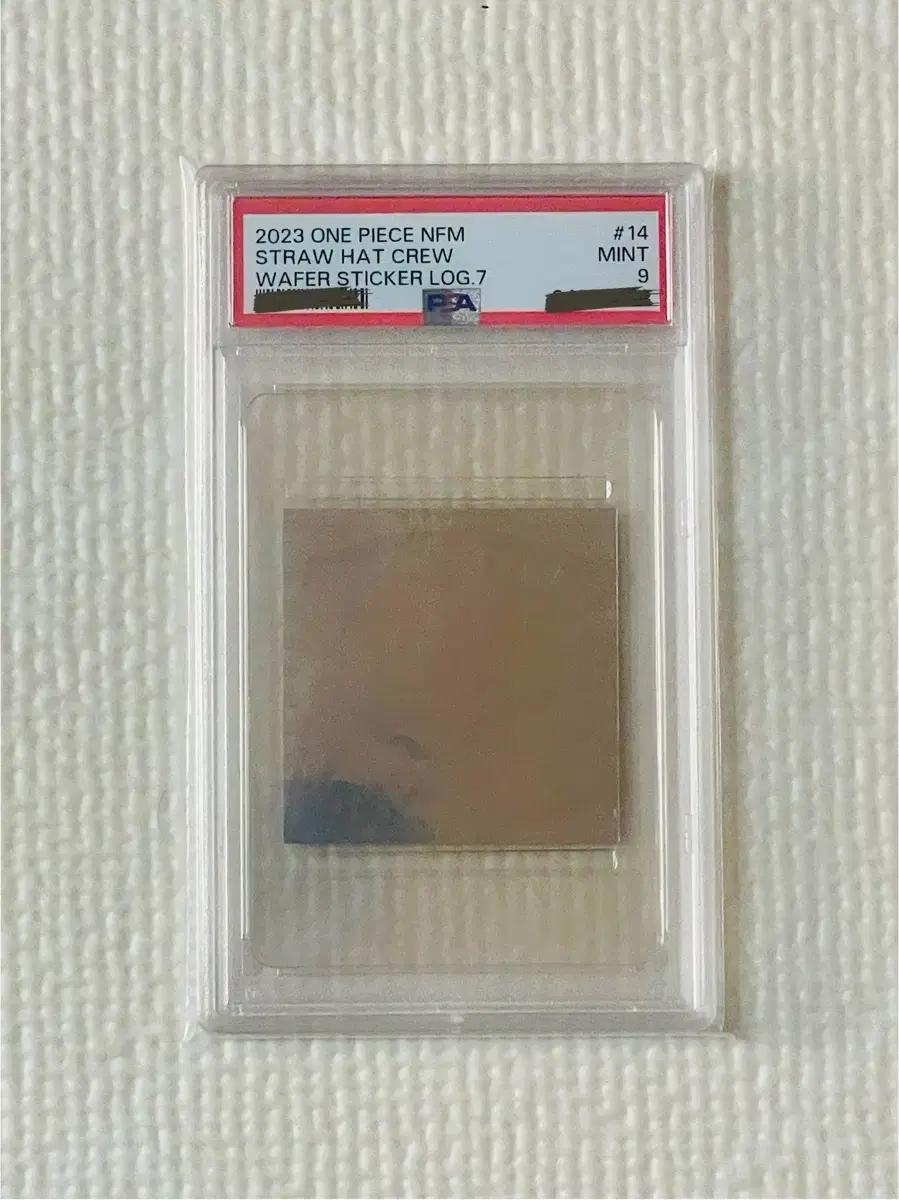 2023 ONE PIECE NFM #14
STRAW HAT CREW MINT
WAFER STICKER LOG.7 9
PSA